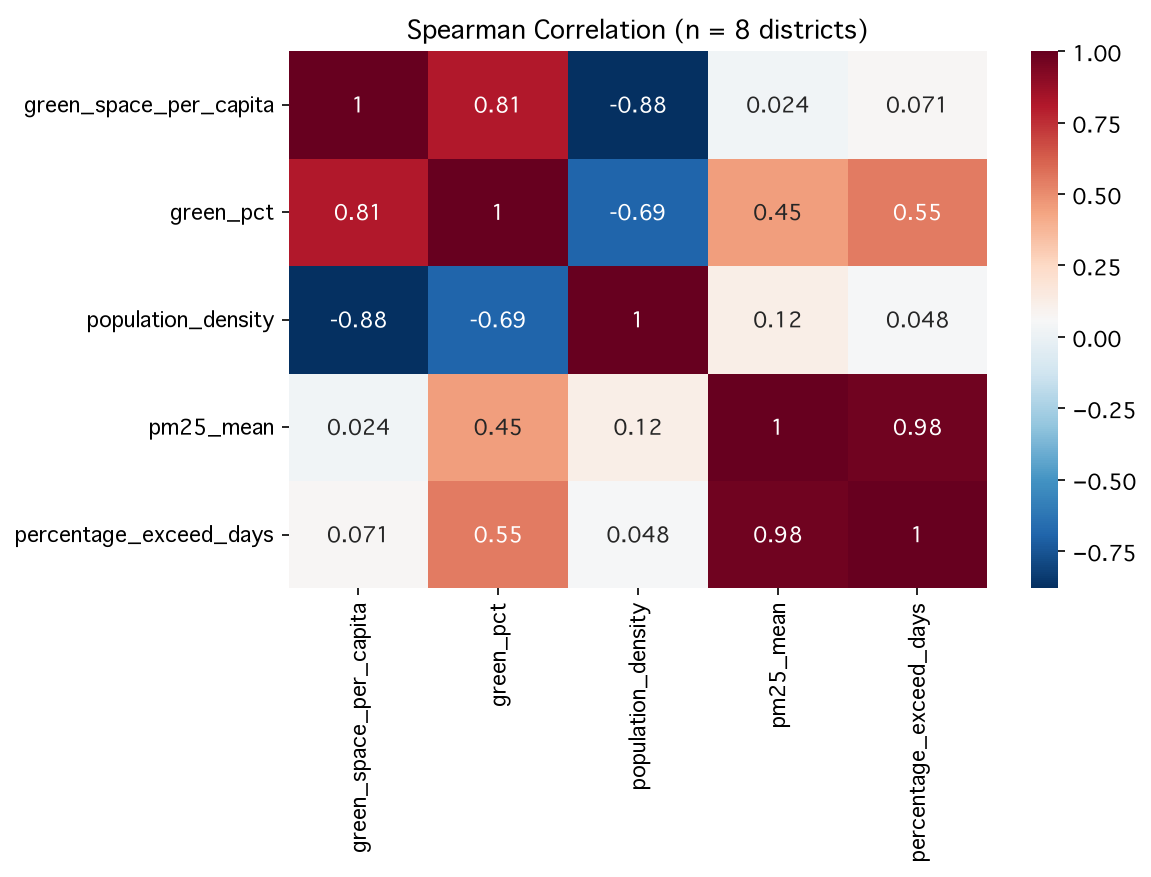 Spearman Correlation (n = 8 districts)
green_space_per_capita 1 0.81 -0.88 0.024 0.071
green_pct 0.81 1 -0.69 0.45 0.55
population_density -0.88 -0.69 1 0.12 0.048
pm25_mean 0.024 0.45 0.12 1 0.98
percentage_exceed_days 0.071 0.55 0.048 0.98 1
green_space_per_capita
green_pct
population_density
pm25_mean
percentage_exceed_days
1.00
0.75
0.50
0.25
0.00
−0.25
−0.50
−0.75